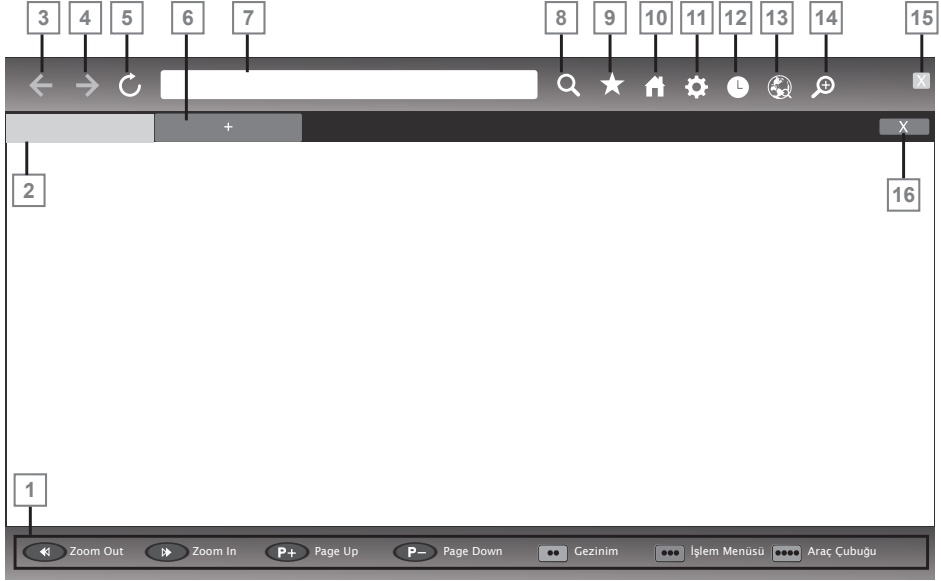 3 4 5 6 7 8 9 10 11 12 13 14 15
X
+ X
2 16
1
Zoom Out Zoom In P+ Page Up P− Page Down Gezinim İşlem Menüsü Araç Çubuğu